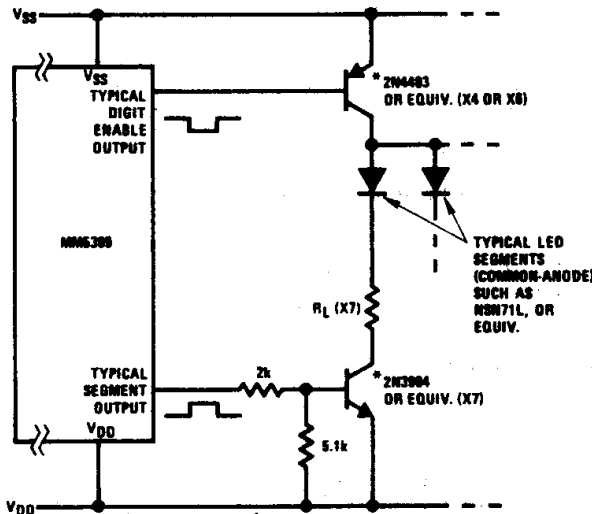 VSS
VSS
TYPICAL
DIGIT
ENABLE
OUTPUT
* 2N4403
OR EQUIV. (X4 OR X6)
MM5309
TYPICAL LED
SEGMENTS
(COMMON-ANODE)
SUCH AS
NSN71L, OR
EQUIV.
RL (X7)
TYPICAL
SEGMENT
OUTPUT
2k
* 2N3904
OR EQUIV. (X7)
VDD
5.1k
VDD